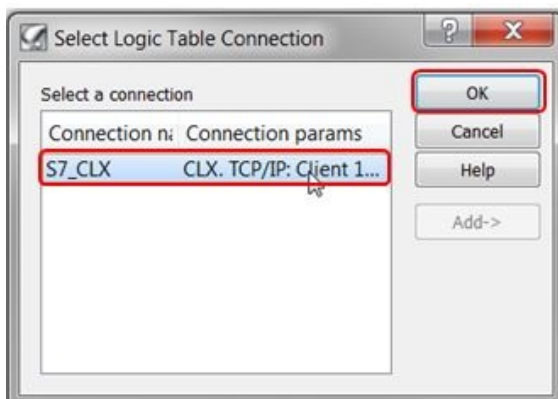 Select Logic Table Connection
Select a connection
OK
Connection na Connection params
Cancel
S7_CLX CLX. TCP/IP: Client 1...
Help
Add->